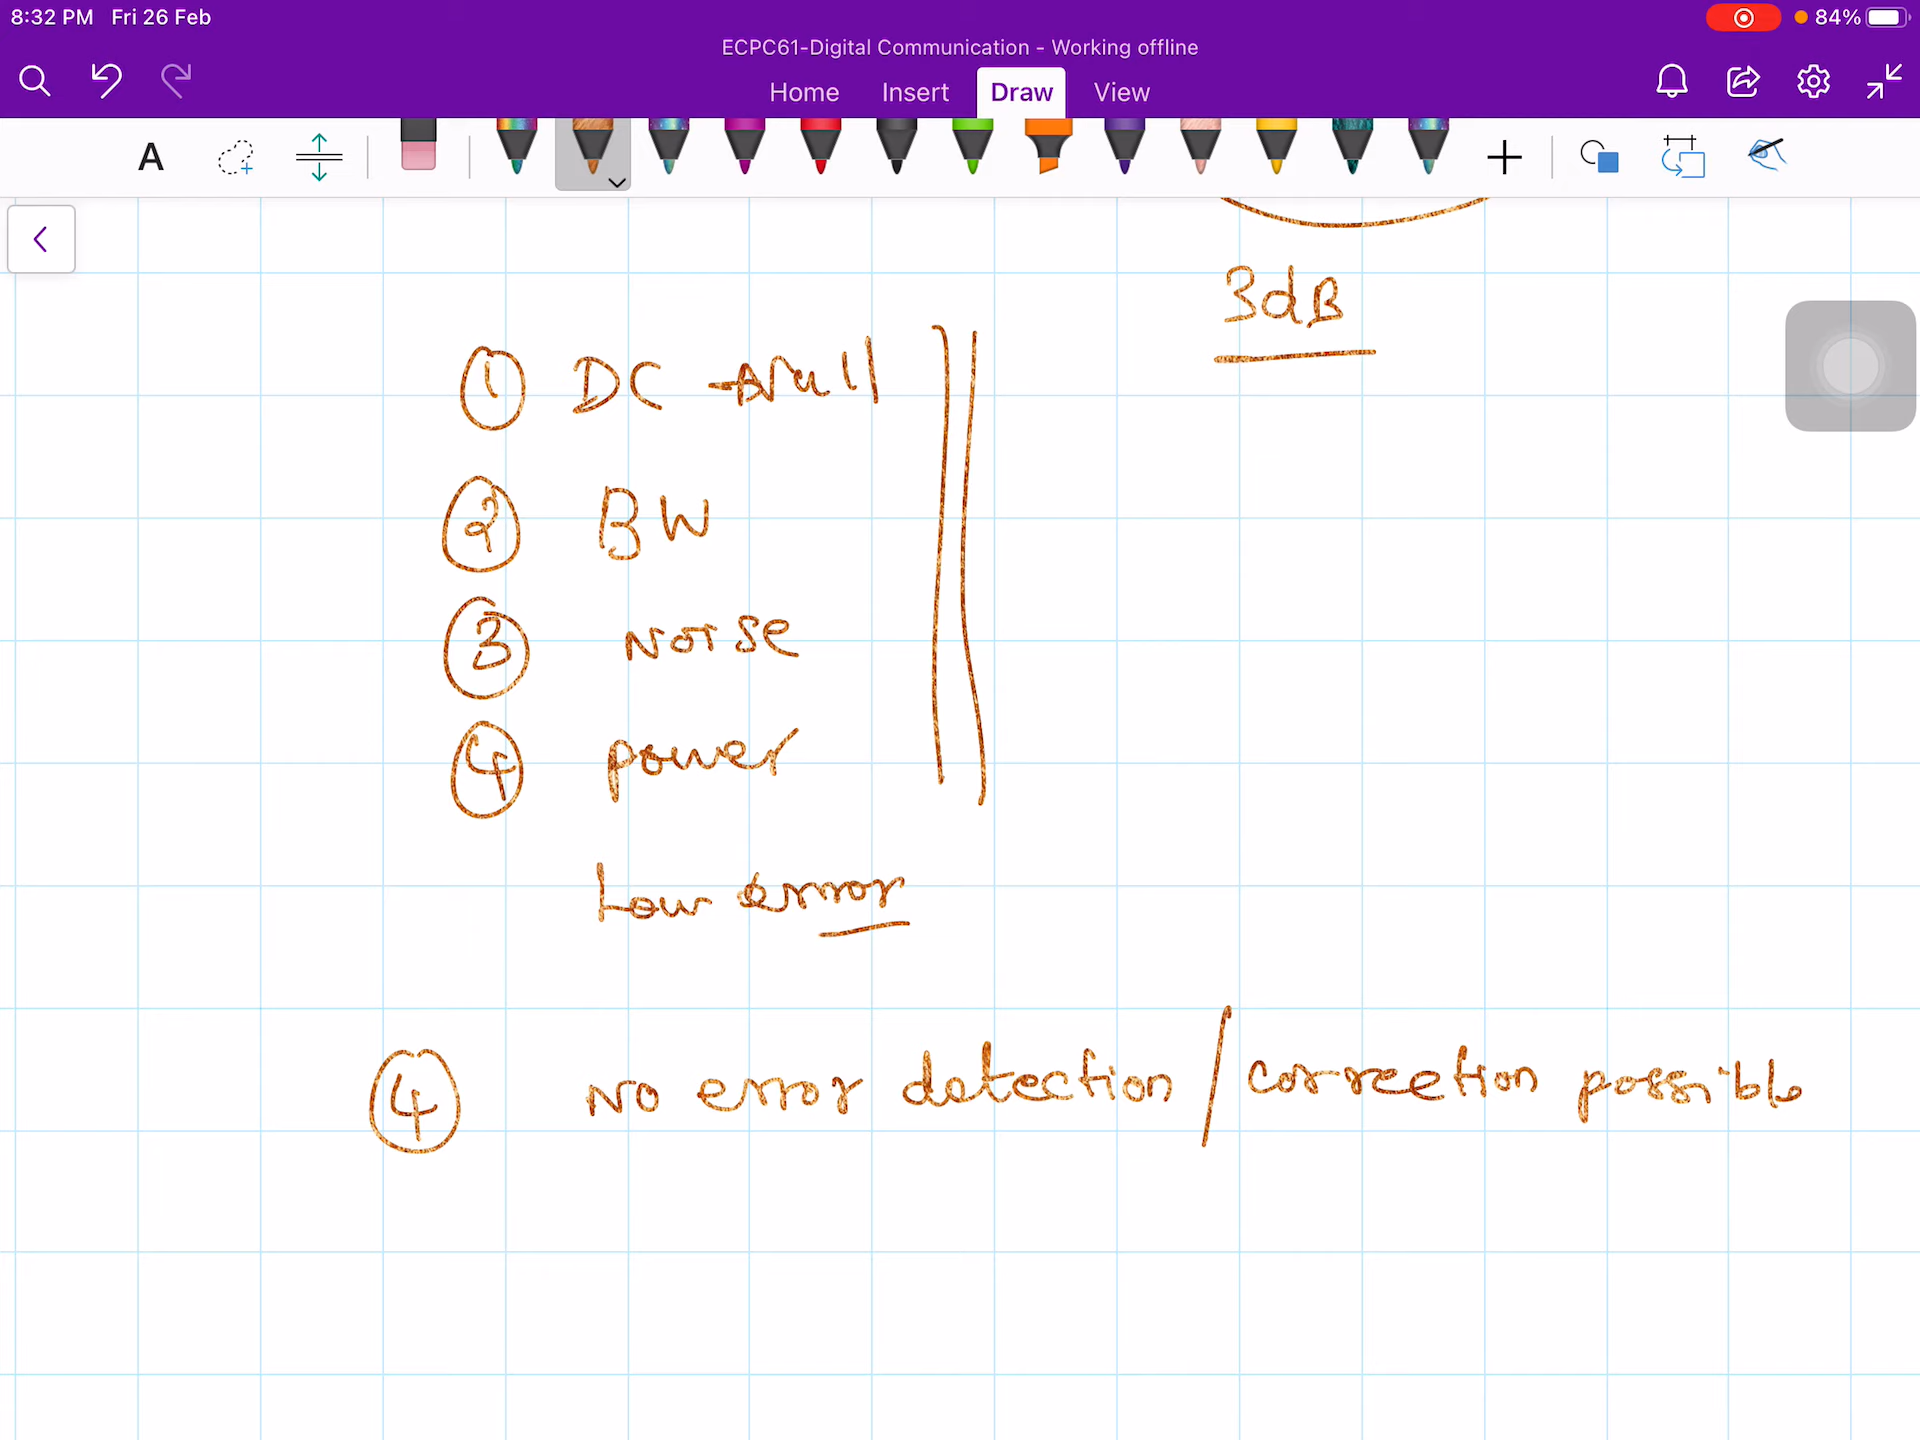 8:32 PM Fri 26 Feb
84%
ECPC61-Digital Communication - Working offline
Home Insert Draw View
A
3dB
① DC Null
② BW
③ Noise
④ power
Low error
④ No error detection / correction possible